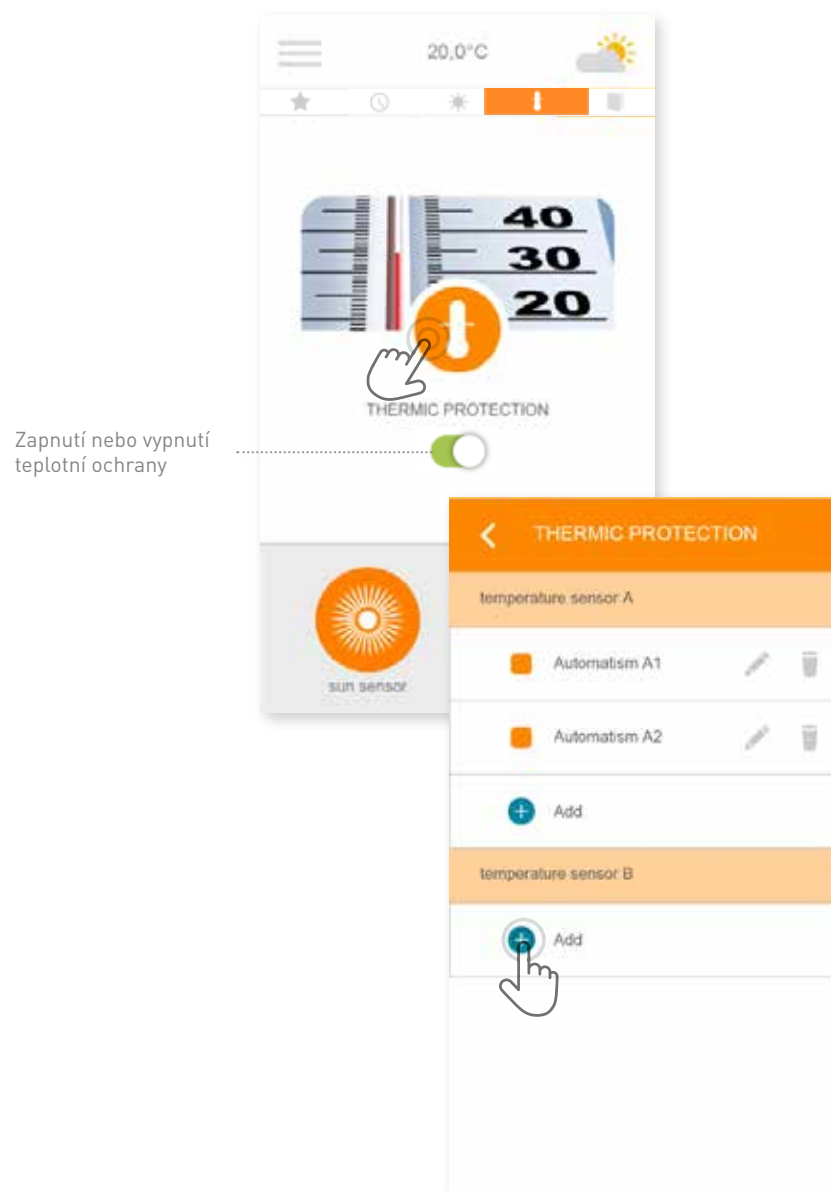 20,0°C
40
30
20
THERMIC PROTECTION
Zapnutí nebo vypnutí
teplotní ochrany
sun sensor
THERMIC PROTECTION
temperature sensor A
Automatism A1
Automatism A2
Add
temperature sensor B
Add